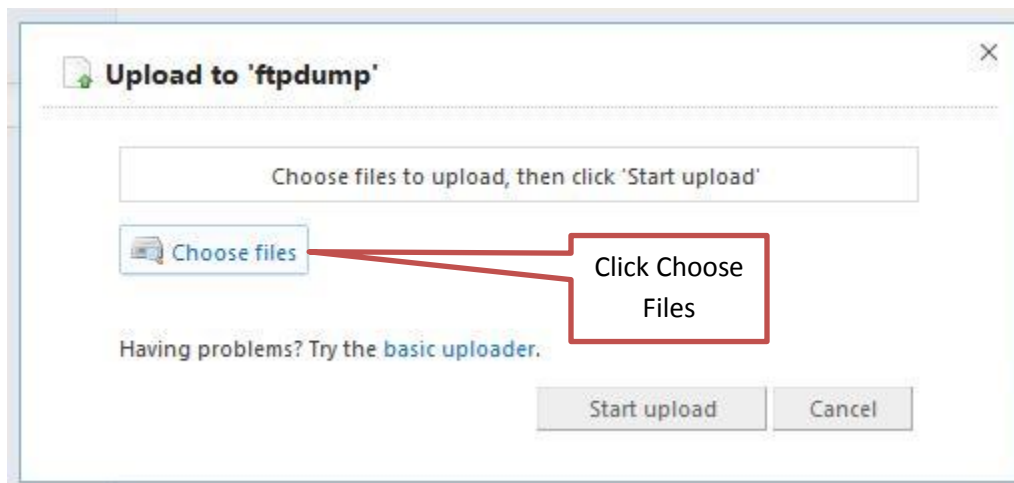 Upload to 'ftpdump'
Choose files to upload, then click 'Start upload'
Choose files
Click Choose
Files
Having problems? Try the basic uploader.
Start upload
Cancel